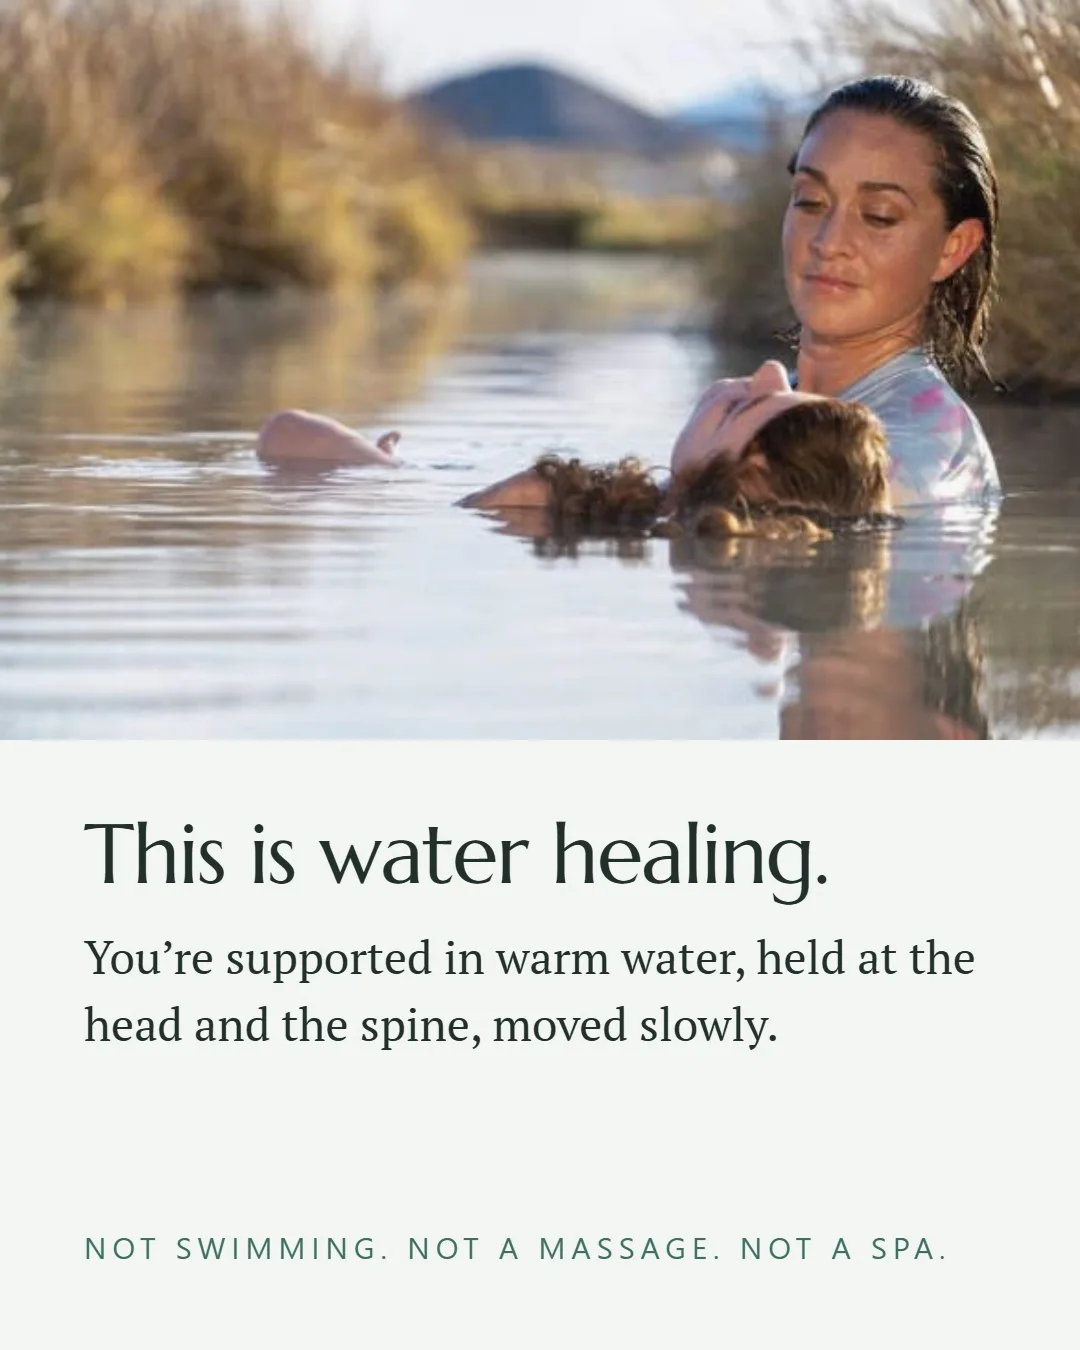 This is water healing.
You’re supported in warm water, held at the
head and the spine, moved slowly.
NOT SWIMMING. NOT A MASSAGE. NOT A SPA.